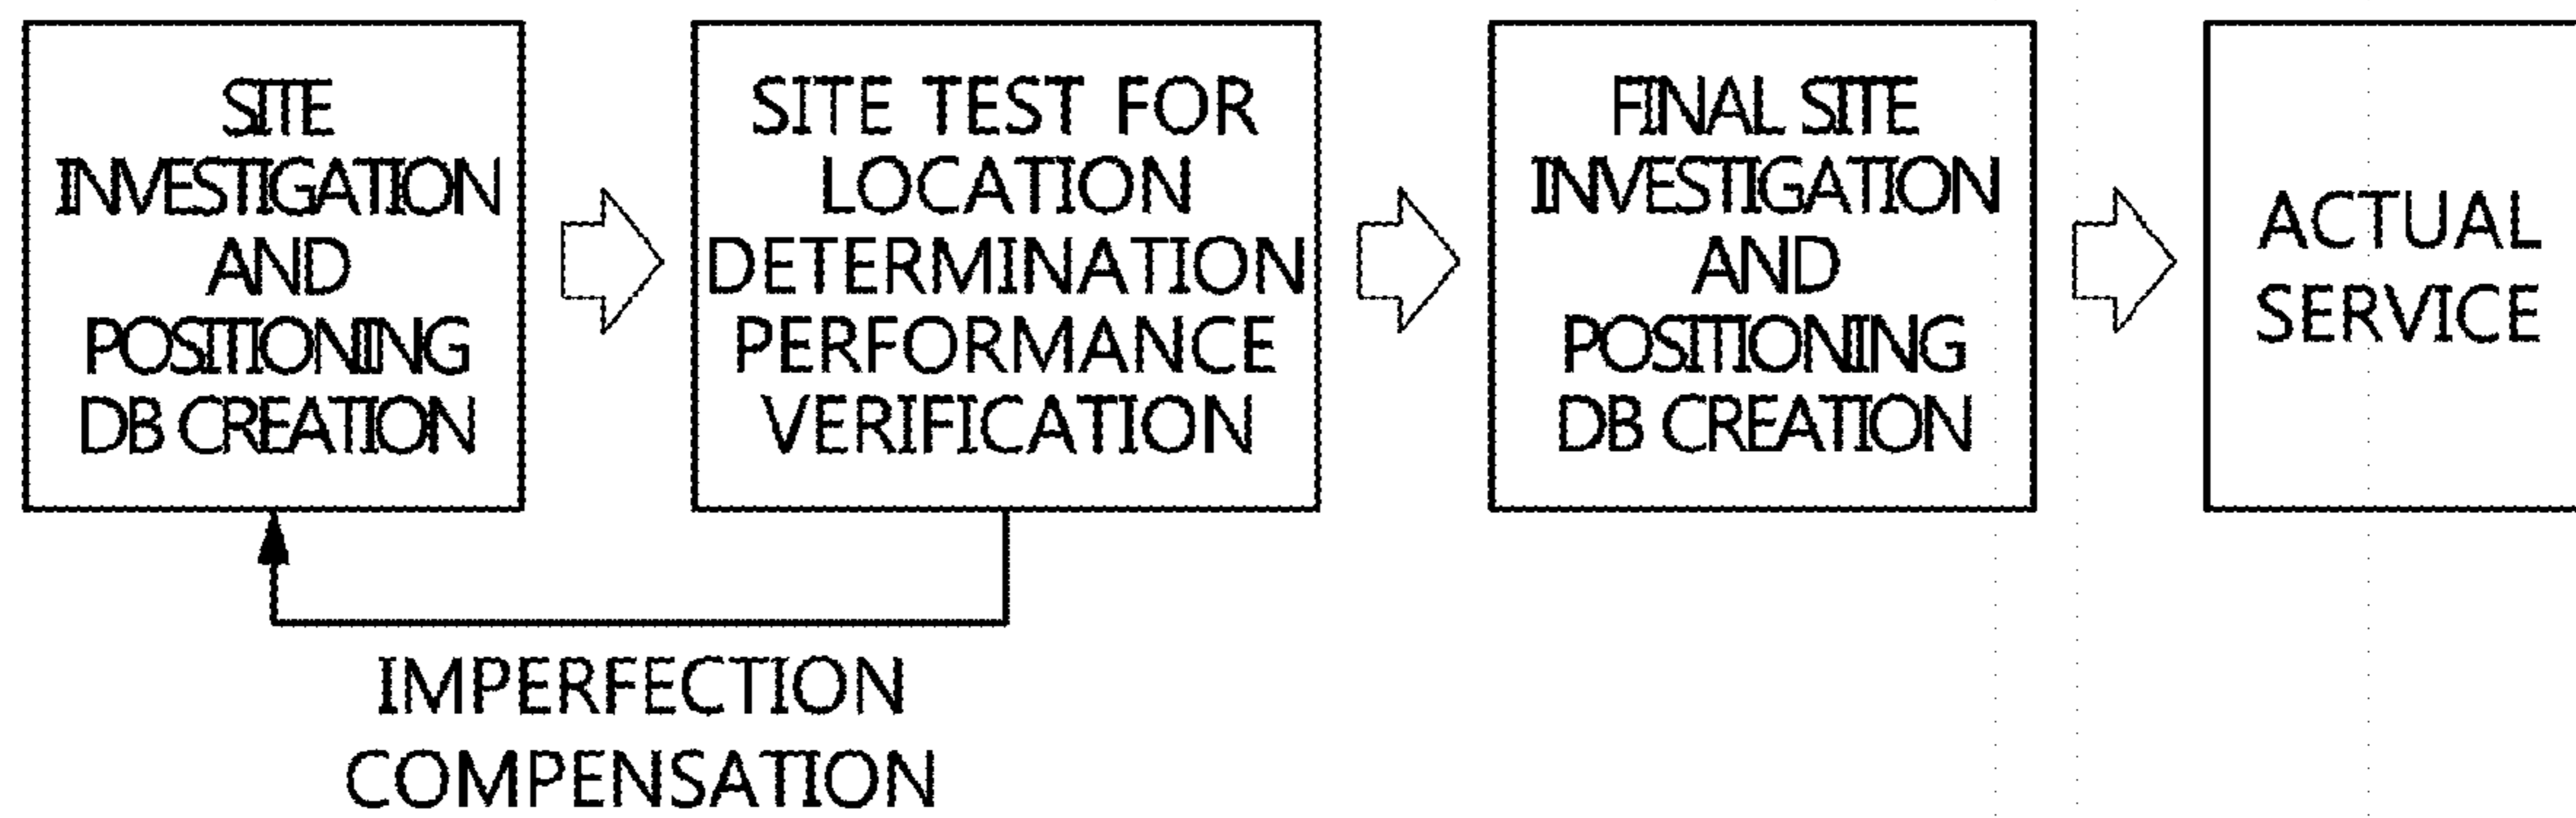 SITE
INVESTIGATION
AND
POSITIONING
DB CREATION
SITE TEST FOR
LOCATION
DETERMINATION
PERFORMANCE
VERIFICATION
FINAL SITE
INVESTIGATION
AND
POSITIONING
DB CREATION
ACTUAL
SERVICE
IMPERFECTION
COMPENSATION